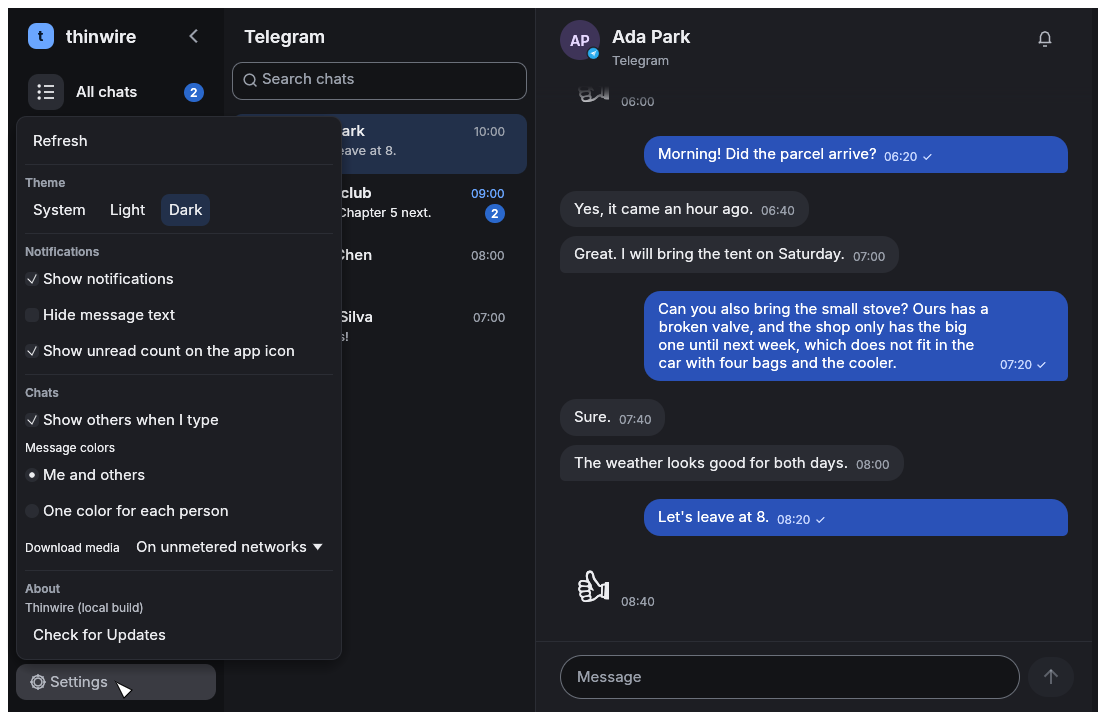 t thinwire
All chats 2
Refresh
Theme
System Light Dark
Notifications
Show notifications
Hide message text
Show unread count on the app icon
Chats
Show others when I type
Message colors
Me and others
One color for each person
Download media On unmetered networks
About
Thinwire (local build)
Check for Updates
Settings
Telegram
Search chats
ark 10:00
eave at 8.
club 09:00
Chapter 5 next. 2
Chen 08:00
Silva 07:00
s!
AP Ada Park
Telegram
06:00
Morning! Did the parcel arrive? 06:20
Yes, it came an hour ago. 06:40
Great. I will bring the tent on Saturday. 07:00
Can you also bring the small stove? Ours has a
broken valve, and the shop only has the big
one until next week, which does not fit in the
car with four bags and the cooler. 07:20
Sure. 07:40
The weather looks good for both days. 08:00
Let's leave at 8. 08:20
👍 08:40
Message